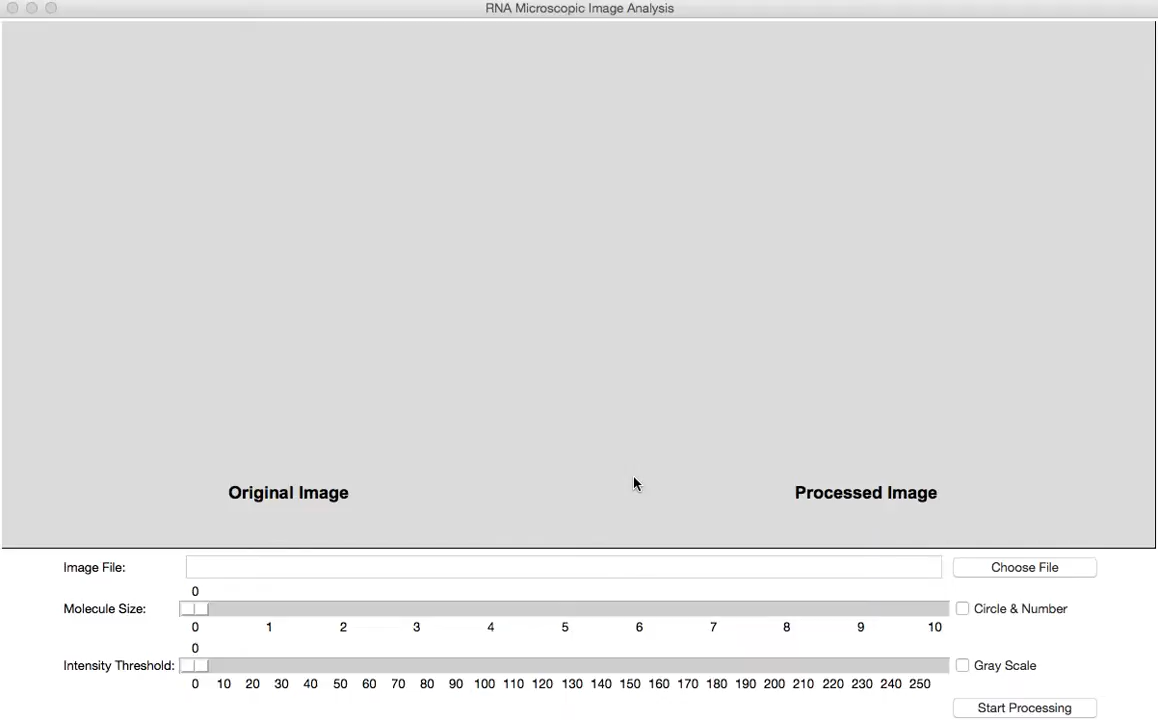 RNA Microscopic Image Analysis
Original Image
Processed Image
Image File:
Choose File
0
Molecule Size:
Circle & Number
0 1 2 3 4 5 6 7 8 9 10
0
Intensity Threshold:
Gray Scale
0 10 20 30 40 50 60 70 80 90 100 110 120 130 140 150 160 170 180 190 200 210 220 230 240 250
Start Processing